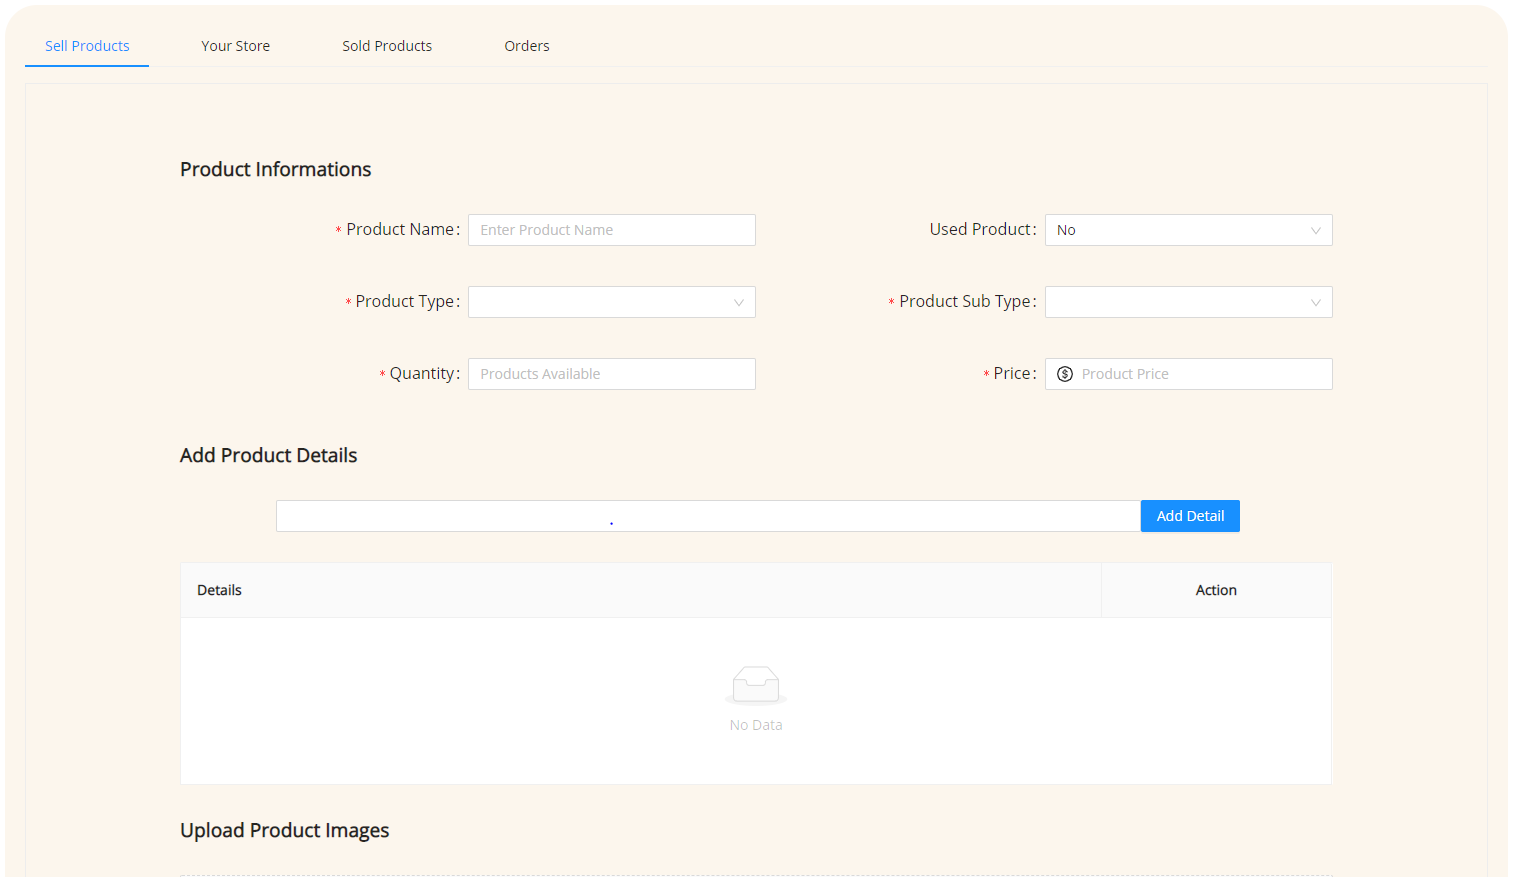 Sell Products Your Store Sold Products Orders
Product Informations
* Product Name: Enter Product Name Used Product: No
* Product Type: * Product Sub Type:
* Quantity: Products Available * Price: $ Product Price
Add Product Details
. Add Detail
Details Action
No Data
Upload Product Images